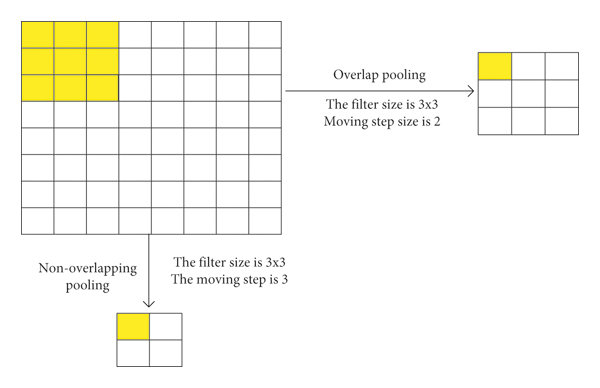 Overlap pooling
The filter size is 3x3
Moving step size is 2
Non-overlapping
pooling
The filter size is 3x3
The moving step is 3